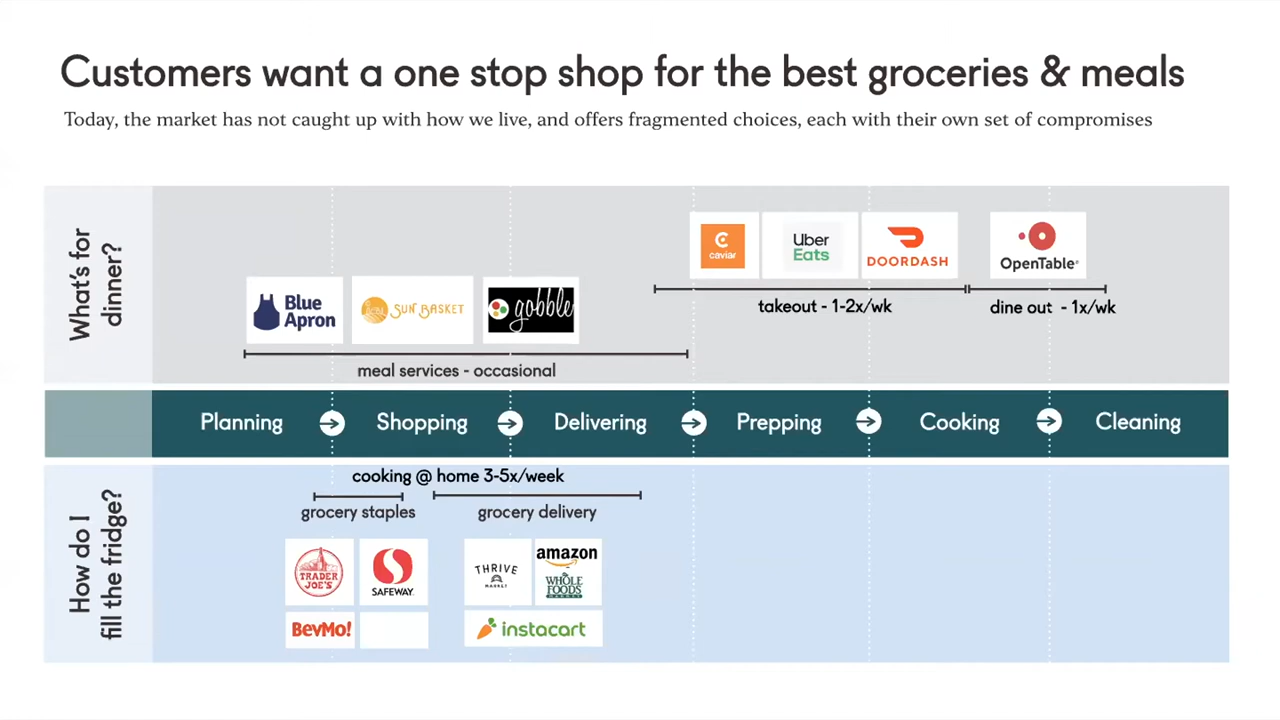 Customers want a one stop shop for the best groceries & meals
Today, the market has not caught up with how we live, and offers fragmented choices, each with their own set of compromises
What's for
dinner?
caviar
Uber
Eats
DOORDASH
OpenTable®
takeout - 1-2x/wk
dine out - 1x/wk
Blue
Apron
SUN BASKET
gobble
meal services - occasional
Planning
Shopping
Delivering
Prepping
Cooking
Cleaning
How do I
fill the fridge?
cooking @ home 3-5x/week
grocery staples
grocery delivery
TRADER
JOE'S
SAFEWAY
THRIVE
MARKET
amazon
WHOLE
FOODS
MARKET
BevMo!
instacart